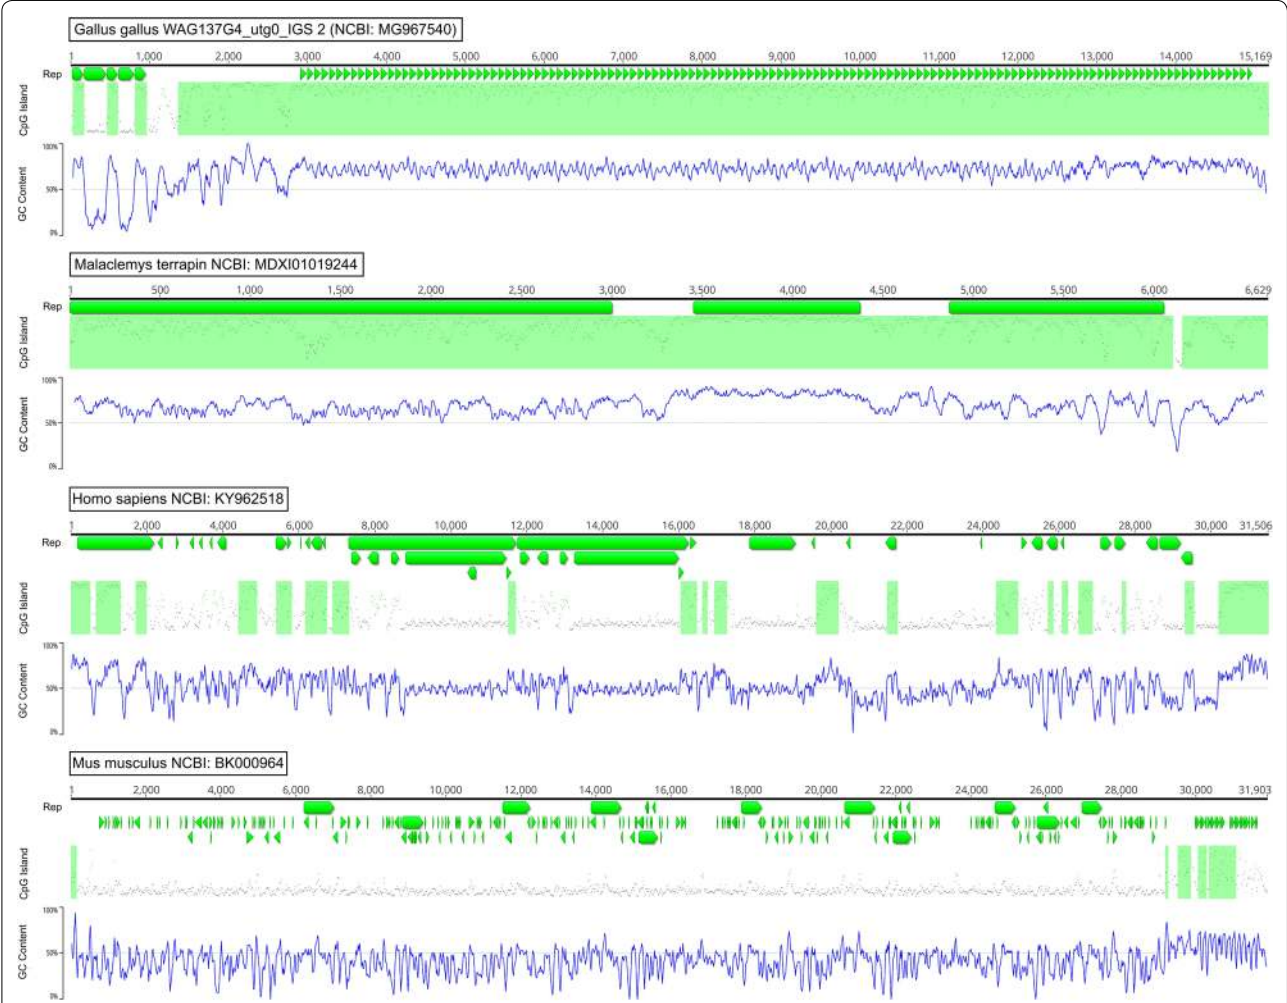 Gallus gallus WAG137G4_utg0_IGS 2 (NCBI: MG967540)
1 1,000 2,000 3,000 4,000 5,000 6,000 7,000 8,000 9,000 10,000 11,000 12,000 13,000 14,000 15,169
Rep
CpG Island
GC Content
100%
50%
0%
Malaclemys terrapin NCBI: MDXI01019244
1 500 1,000 1,500 2,000 2,500 3,000 3,500 4,000 4,500 5,000 5,500 6,000 6,629
Rep
CpG Island
GC Content
100%
50%
0%
Homo sapiens NCBI: KY962518
1 2,000 4,000 6,000 8,000 10,000 12,000 14,000 16,000 18,000 20,000 22,000 24,000 26,000 28,000 30,000 31,506
Rep
CpG Island
GC Content
100%
50%
0%
Mus musculus NCBI: BK000964
1 2,000 4,000 6,000 8,000 10,000 12,000 14,000 16,000 18,000 20,000 22,000 24,000 26,000 28,000 30,000 31,903
Rep
CpG Island
GC Content
100%
50%
0%